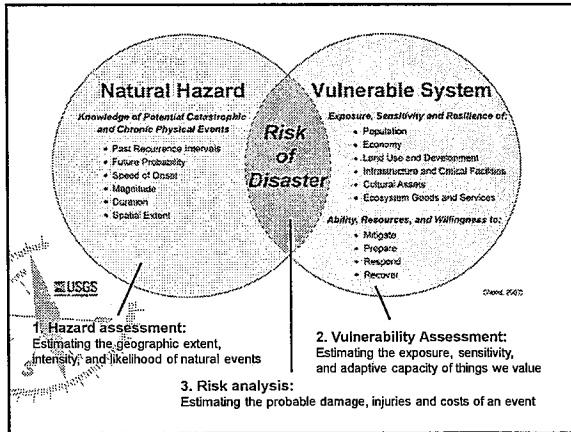 Natural Hazard
Knowledge of Potential Catastrophic
and Chronic Physical Events
• Past Recurrence Intervals
• Future Probability
• Speed of Onset
• Magnitude
• Duration
• Spatial Extent
Risk
of
Disaster
Vulnerable System
Exposure, Sensitivity and Resilience of:
• Population
• Economy
• Land Use and Development
• Infrastructure and Critical Facilities
• Cultural Assets
• Ecosystem Goods and Services
Ability, Resources, and Willingness to:
• Mitigate
• Prepare
• Respond
• Recover
USGS
1. Hazard assessment:
Estimating the geographic extent,
intensity, and likelihood of natural events
2. Vulnerability Assessment:
Estimating the exposure, sensitivity,
and adaptive capacity of things we value
3. Risk analysis:
Estimating the probable damage, injuries and costs of an event